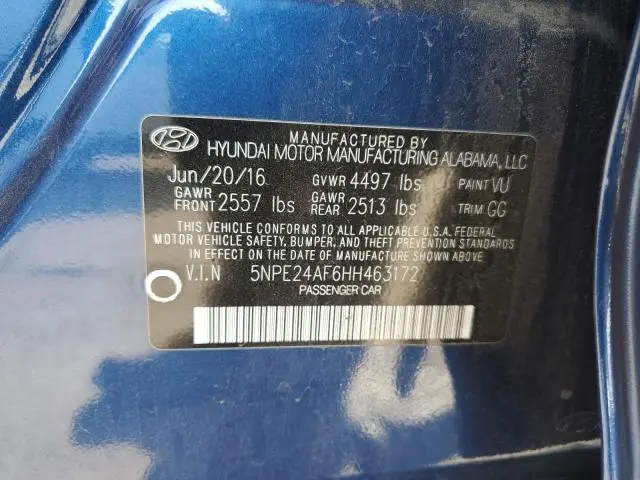 MANUFACTURED BY
HYUNDAI MOTOR MANUFACTURING ALABAMA, LLC
Jun/20/16 GVWR 4497 lbs PAINT VU
GAWR FRONT 2557 lbs GAWR REAR 2513 lbs TRIM GG
THIS VEHICLE CONFORMS TO ALL APPLICABLE U.S.A. FEDERAL
MOTOR VEHICLE SAFETY, BUMPER, AND THEFT PREVENTION STANDARDS
IN EFFECT ON THE DATE OF MANUFACTURE SHOWN ABOVE.
V.I.N 5NPE24AF6HH463172
PASSENGER CAR